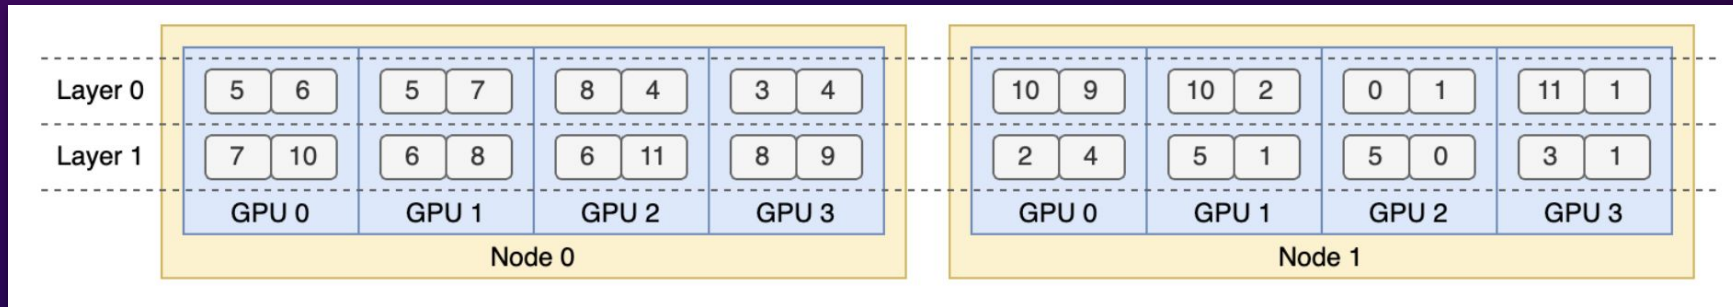 Layer 0 5 6 5 7 8 4 3 4 10 9 10 2 0 1 11 1
Layer 1 7 10 6 8 6 11 8 9 2 4 5 1 5 0 3 1
GPU 0 GPU 1 GPU 2 GPU 3 GPU 0 GPU 1 GPU 2 GPU 3
Node 0 Node 1